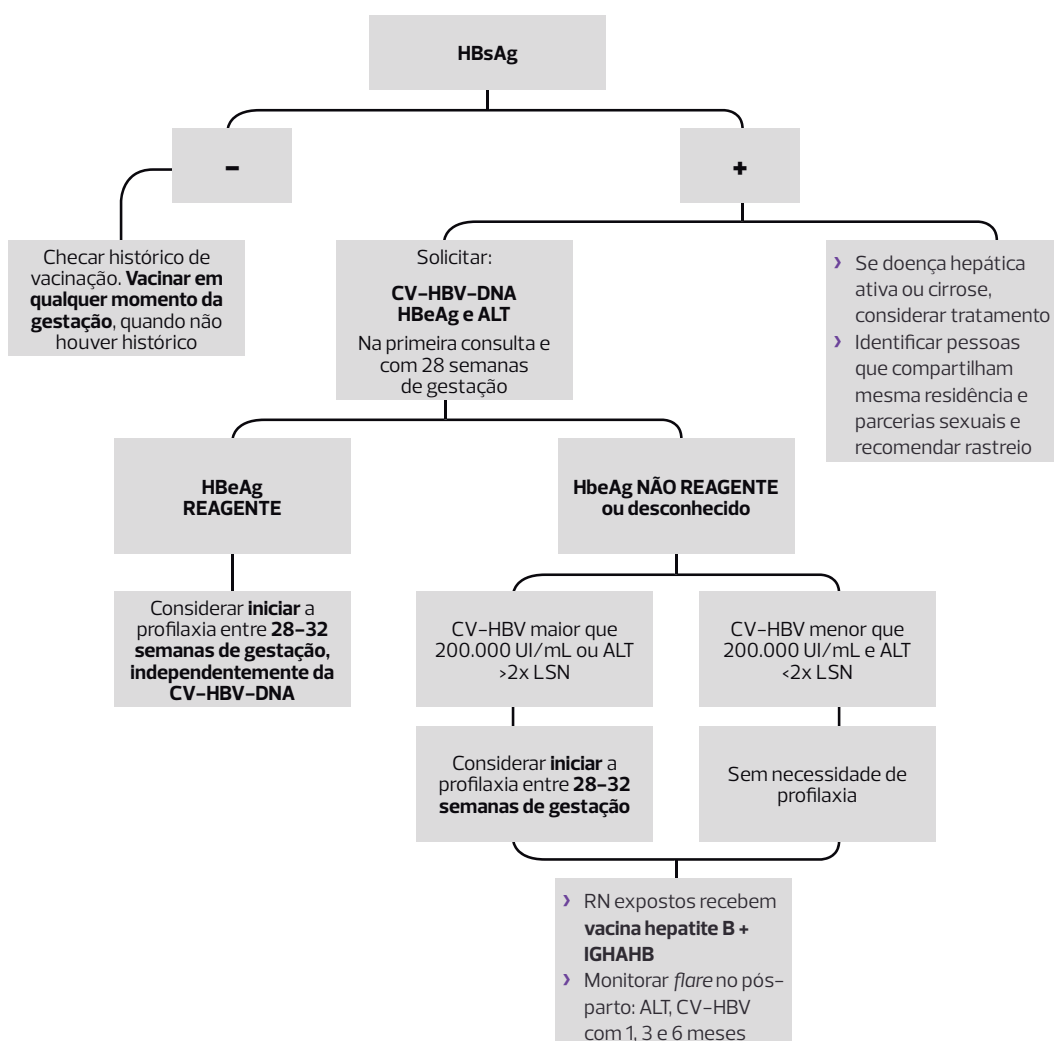 HBsAg
–
+
Checar histórico de
vacinação. Vacinar em
qualquer momento da
gestação, quando não
houver histórico
Solicitar:
CV-HBV-DNA
HBeAg e ALT
Na primeira consulta e
com 28 semanas
de gestação
› Se doença hepática
ativa ou cirrose,
considerar tratamento
› Identificar pessoas
que compartilham
mesma residência e
parcerias sexuais e
recomendar rastreio
HBeAg
REAGENTE
HbeAg NÃO REAGENTE
ou desconhecido
Considerar iniciar a
profilaxia entre 28-32
semanas de gestação,
independentemente da
CV-HBV-DNA
CV-HBV maior que
200.000 UI/mL ou ALT
>2x LSN
CV-HBV menor que
200.000 UI/mL e ALT
<2x LSN
Considerar iniciar a
profilaxia entre 28-32
semanas de gestação
Sem necessidade de
profilaxia
› RN expostos recebem
vacina hepatite B +
IGHAHB
› Monitorar flare no pós-
parto: ALT, CV-HBV
com 1, 3 e 6 meses